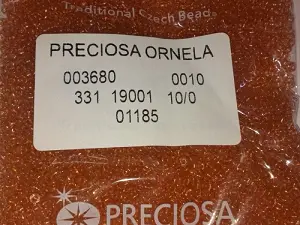 Traditional Czech Beads
PRECIOSA ORNELA
003680 0010
331 19001 10/0
01185
PRECIOSA